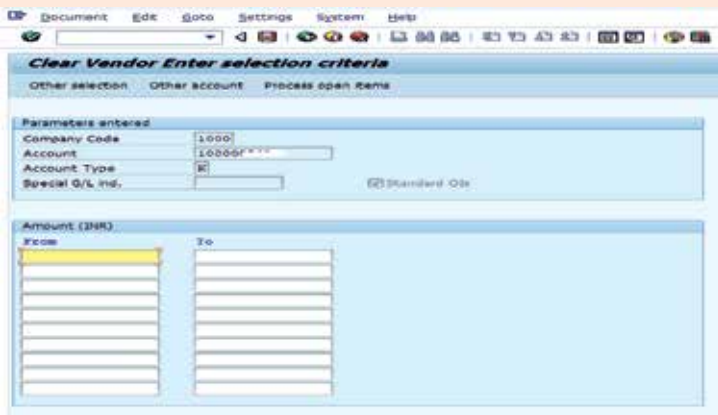 Document Edit Goto Settings System Help
Clear Vendor Enter selection criteria
Other selection Other account Process open items
Parameters entered
Company Code 1000
Account
Account Type K
Special G/L ind. Standard OIs
Amount (INR)
From To